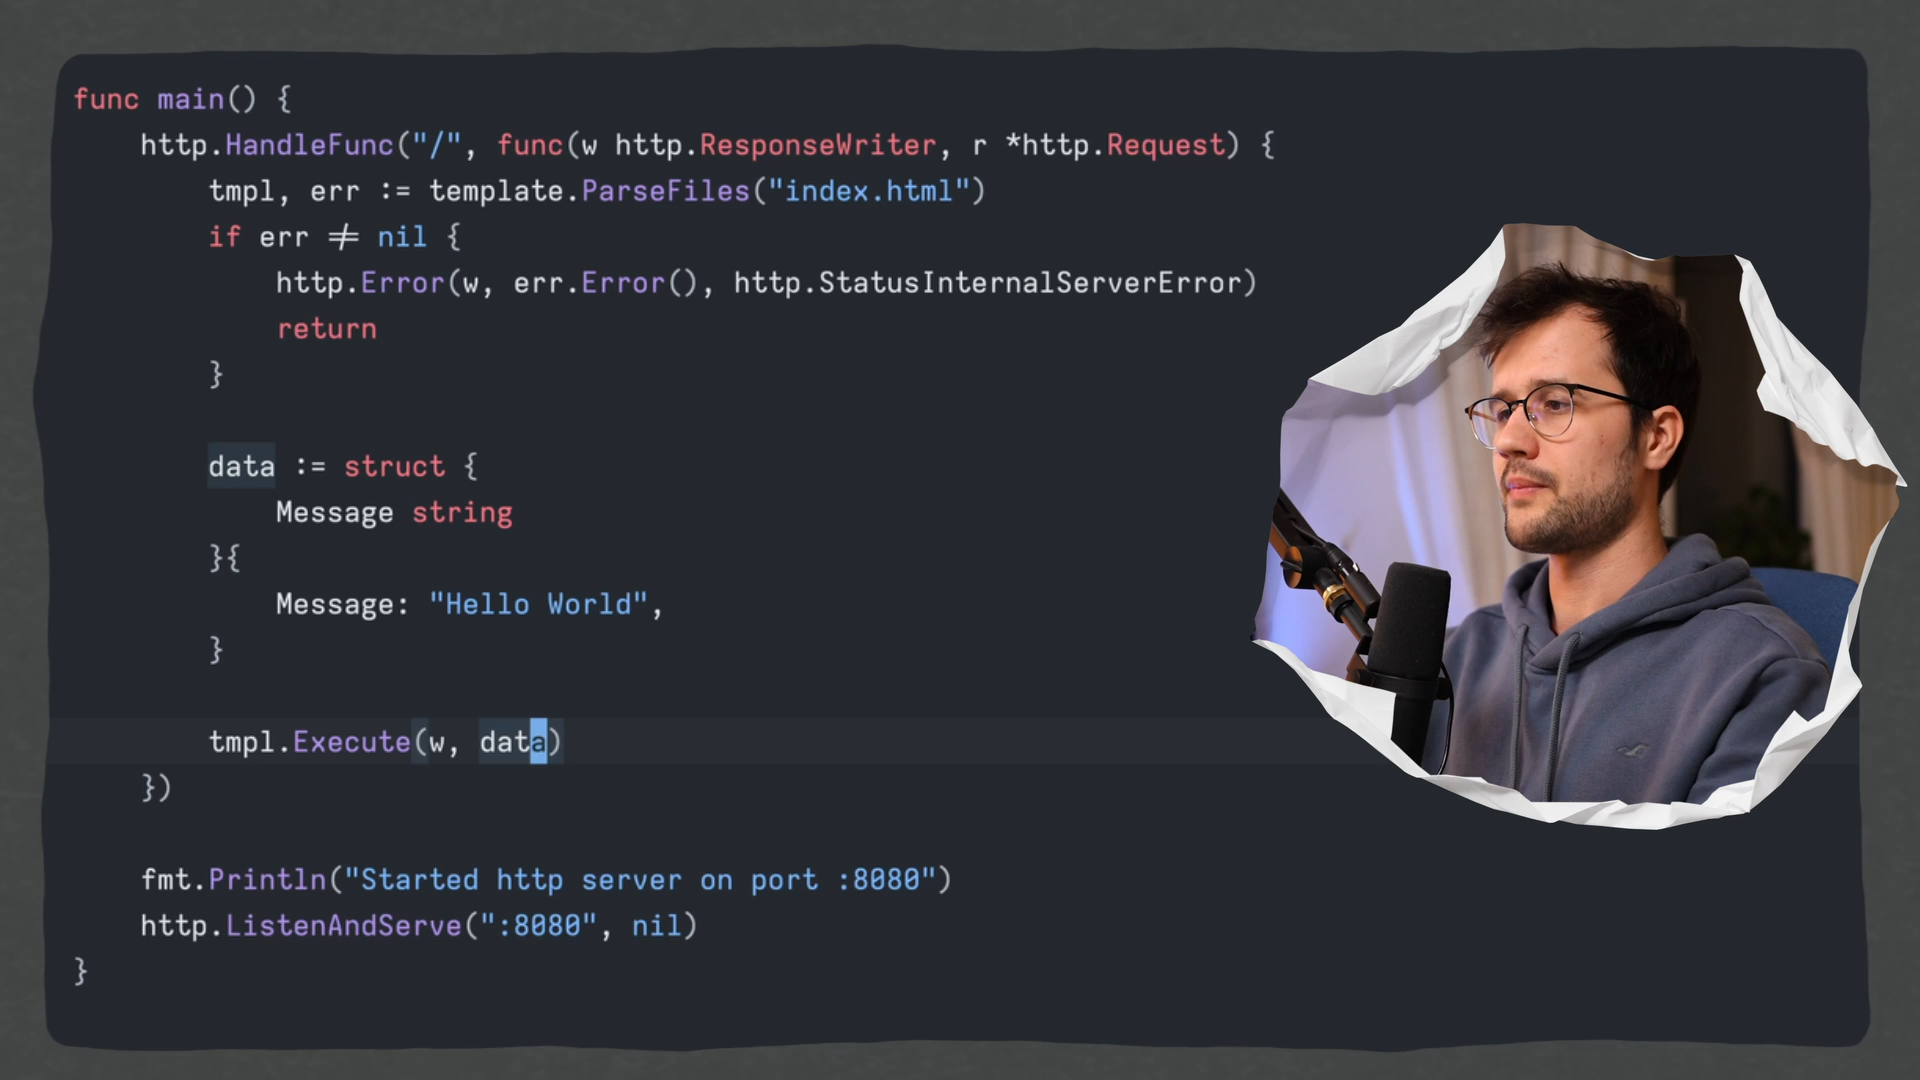 func main() {
    http.HandleFunc("/", func(w http.ResponseWriter, r *http.Request) {
        tmpl, err := template.ParseFiles("index.html")
        if err != nil {
            http.Error(w, err.Error(), http.StatusInternalServerError)
            return
        }
        data := struct {
            Message string
        }{
            Message: "Hello World",
        }
        tmpl.Execute(w, data)
    })
    fmt.Println("Started http server on port :8080")
    http.ListenAndServe(":8080", nil)
}